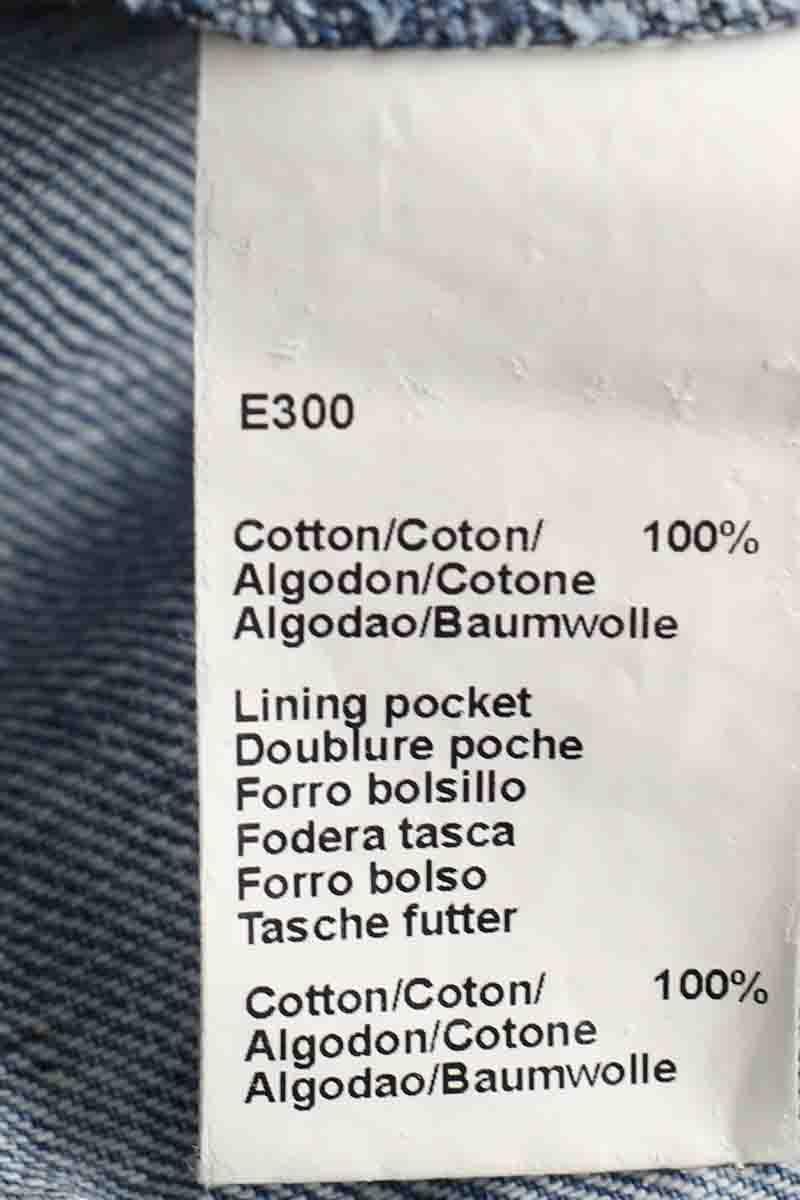 E300
Cotton/Coton/ 100%
Algodon/Cotone
Algodao/Baumwolle
Lining pocket
Doublure poche
Forro bolsillo
Fodera tasca
Forro bolso
Tasche futter
Cotton/Coton/ 100%
Algodon/Cotone
Algodao/Baumwolle